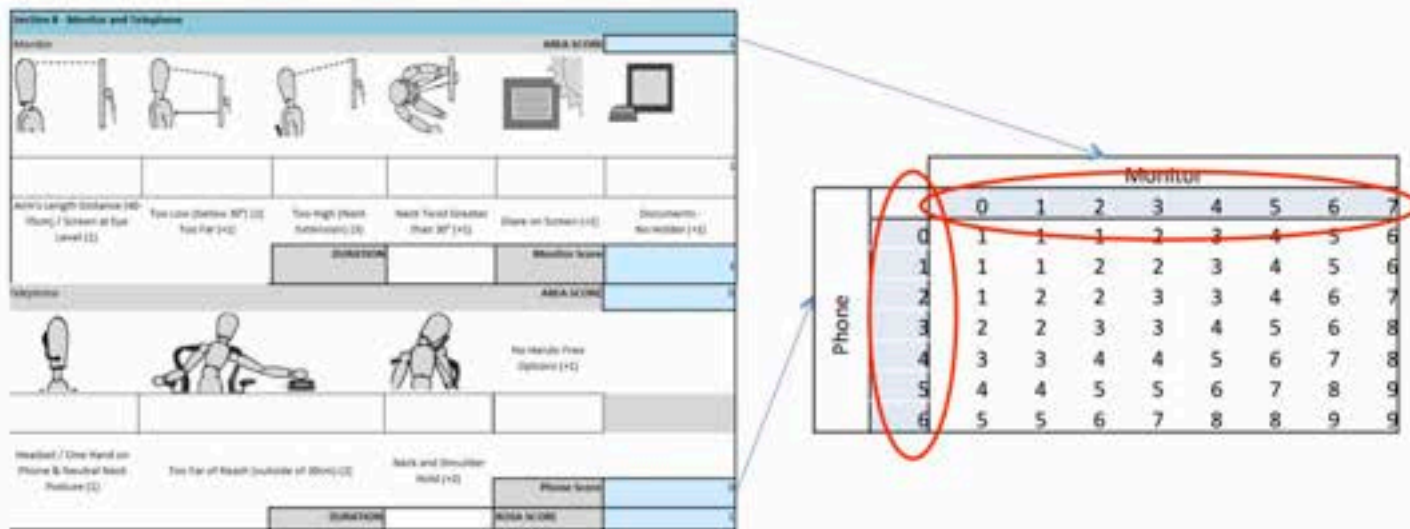 Section B - Monitor and Telephone
Monitor AREA SCORE 1
1
Arm's Length Distance (40-75cm) / Screen at Eye Level (1)
Too Low (below 30°) (2) Too Far (+1)
Too High (Neck Extension) (3)
Neck Twist Greater Than 30° (+1)
Glare on Screen (+1)
Documents - No Holder (+1)
DURATION Monitor Score 1
Telephone AREA SCORE 0
No Hands-Free Options (+1)
Headset / One Hand on Phone & Neutral Neck Posture (1)
Too Far of Reach (outside of 30cm) (2)
Neck and Shoulder Hold (+2)
Phone Score 0
DURATION ROSA SCORE 1
Monitor
0 1 2 3 4 5 6 7
Phone
0 1 1 1 2 3 4 5 6
1 1 1 2 2 3 4 5 6
2 1 2 2 3 3 4 6 7
3 2 2 3 3 4 5 6 8
4 3 3 4 4 5 6 7 8
5 4 4 5 5 6 7 8 9
6 5 5 6 7 8 8 9 9